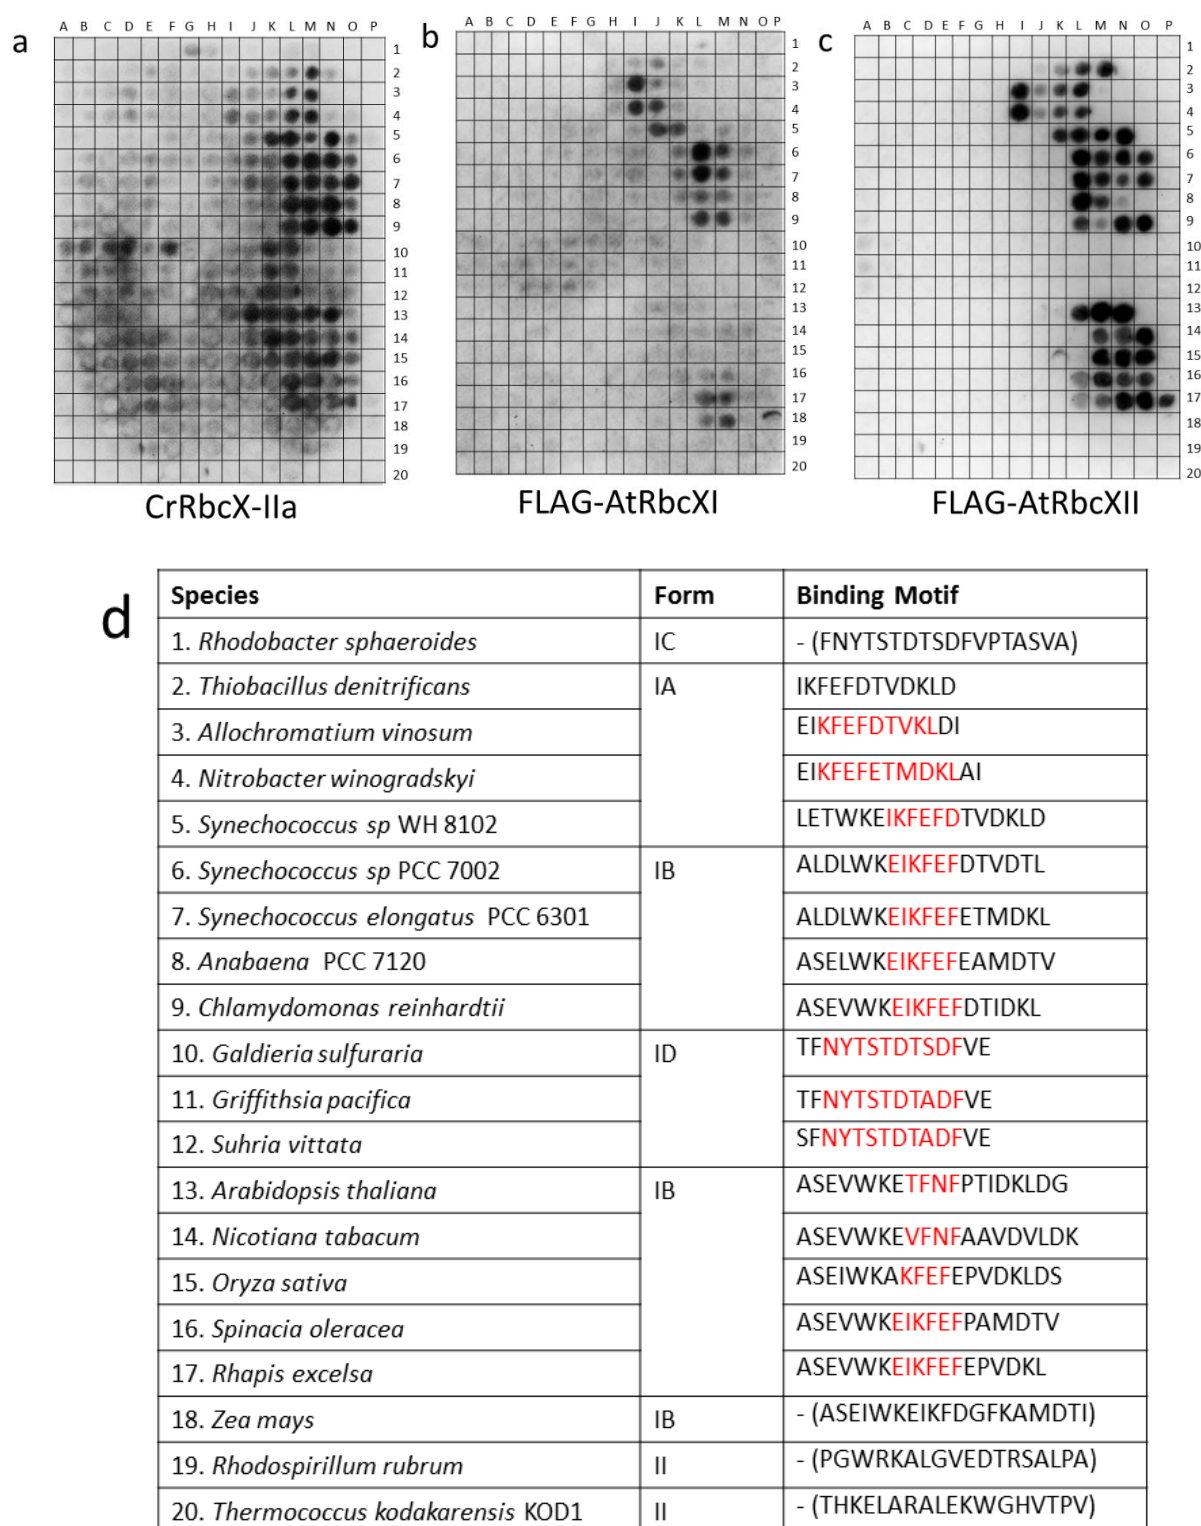 a
A B C D E F G H I J K L M N O P
1
2
3
4
5
6
7
8
9
10
11
12
13
14
15
16
17
18
19
20
CrRbcX-IIa
b
A B C D E F G H I J K L M N O P
1
2
3
4
5
6
7
8
9
10
11
12
13
14
15
16
17
18
19
20
FLAG-AtRbcXI
c
A B C D E F G H I J K L M N O P
1
2
3
4
5
6
7
8
9
10
11
12
13
14
15
16
17
18
19
20
FLAG-AtRbcXII
d
Species Form Binding Motif
1. Rhodobacter sphaeroides IC - (FNYTSTDTSDFVPTASVA)
2. Thiobacillus denitrificans IA IKFEFDTVDKLD
3. Allochromatium vinosum EIKFEFDTVKLDI
4. Nitrobacter winogradskyi EIKFEFETMDKLAI
5. Synechococcus sp WH 8102 LETWKEIKFEFDTVDKLD
6. Synechococcus sp PCC 7002 IB ALDLWKEIKFEFDTVDTL
7. Synechococcus elongatus PCC 6301 ALDLWKEIKFEFETMDKL
8. Anabaena PCC 7120 ASELWKEIKFEFEAMDTV
9. Chlamydomonas reinhardtii ASEVWKEIKFEFDTIDKL
10. Galdieria sulfuraria ID TFNYTSTDTSDFVE
11. Griffithsia pacifica TFNYTSTDTADFVE
12. Suhria vittata SFNYTSTDTADFVE
13. Arabidopsis thaliana IB ASEVWKETFNFPTIDKLDG
14. Nicotiana tabacum ASEVWKEVFNFAAVDVLDK
15. Oryza sativa ASEIWKAKFEFEPVDKLDS
16. Spinacia oleracea ASEVWKEIKFEFPAMDTV
17. Rhapis excelsa ASEVWKEIKFEFEPVDKL
18. Zea mays IB - (ASEIWKEIKFDGFKAMDTI)
19. Rhodospirillum rubrum II - (PGWRKALGVEDTRSALPA)
20. Thermococcus kodakarensis KOD1 II - (THKELARALEKWGHVTPV)